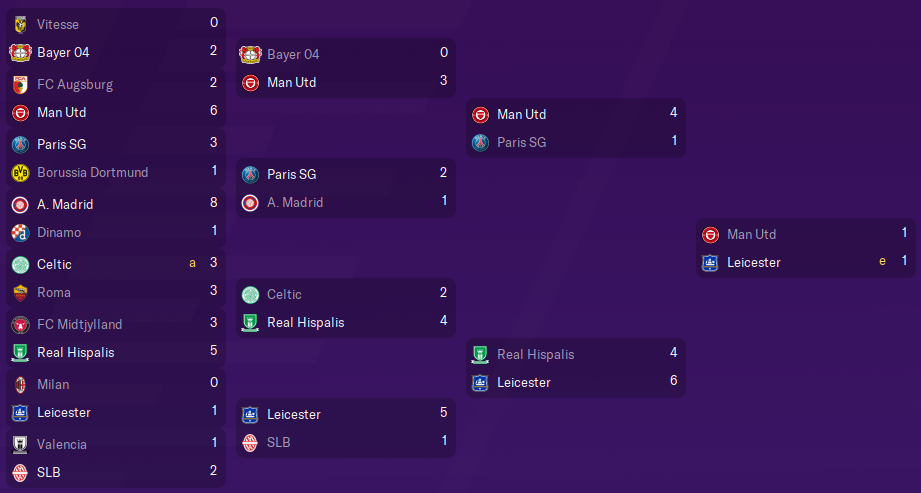 Vitesse 0
Bayer 04 2
FC Augsburg 2
Man Utd 6
Paris SG 3
Borussia Dortmund 1
A. Madrid 8
Dinamo 1
Celtic a 3
Roma 3
FC Midtjylland 3
Real Hispalis 5
Milan 0
Leicester 1
Valencia 1
SLB 2
Bayer 04 0
Man Utd 3
Paris SG 2
A. Madrid 1
Celtic 2
Real Hispalis 4
Leicester 5
SLB 1
Man Utd 4
Paris SG 1
Real Hispalis 4
Leicester 6
Man Utd 1
Leicester e 1